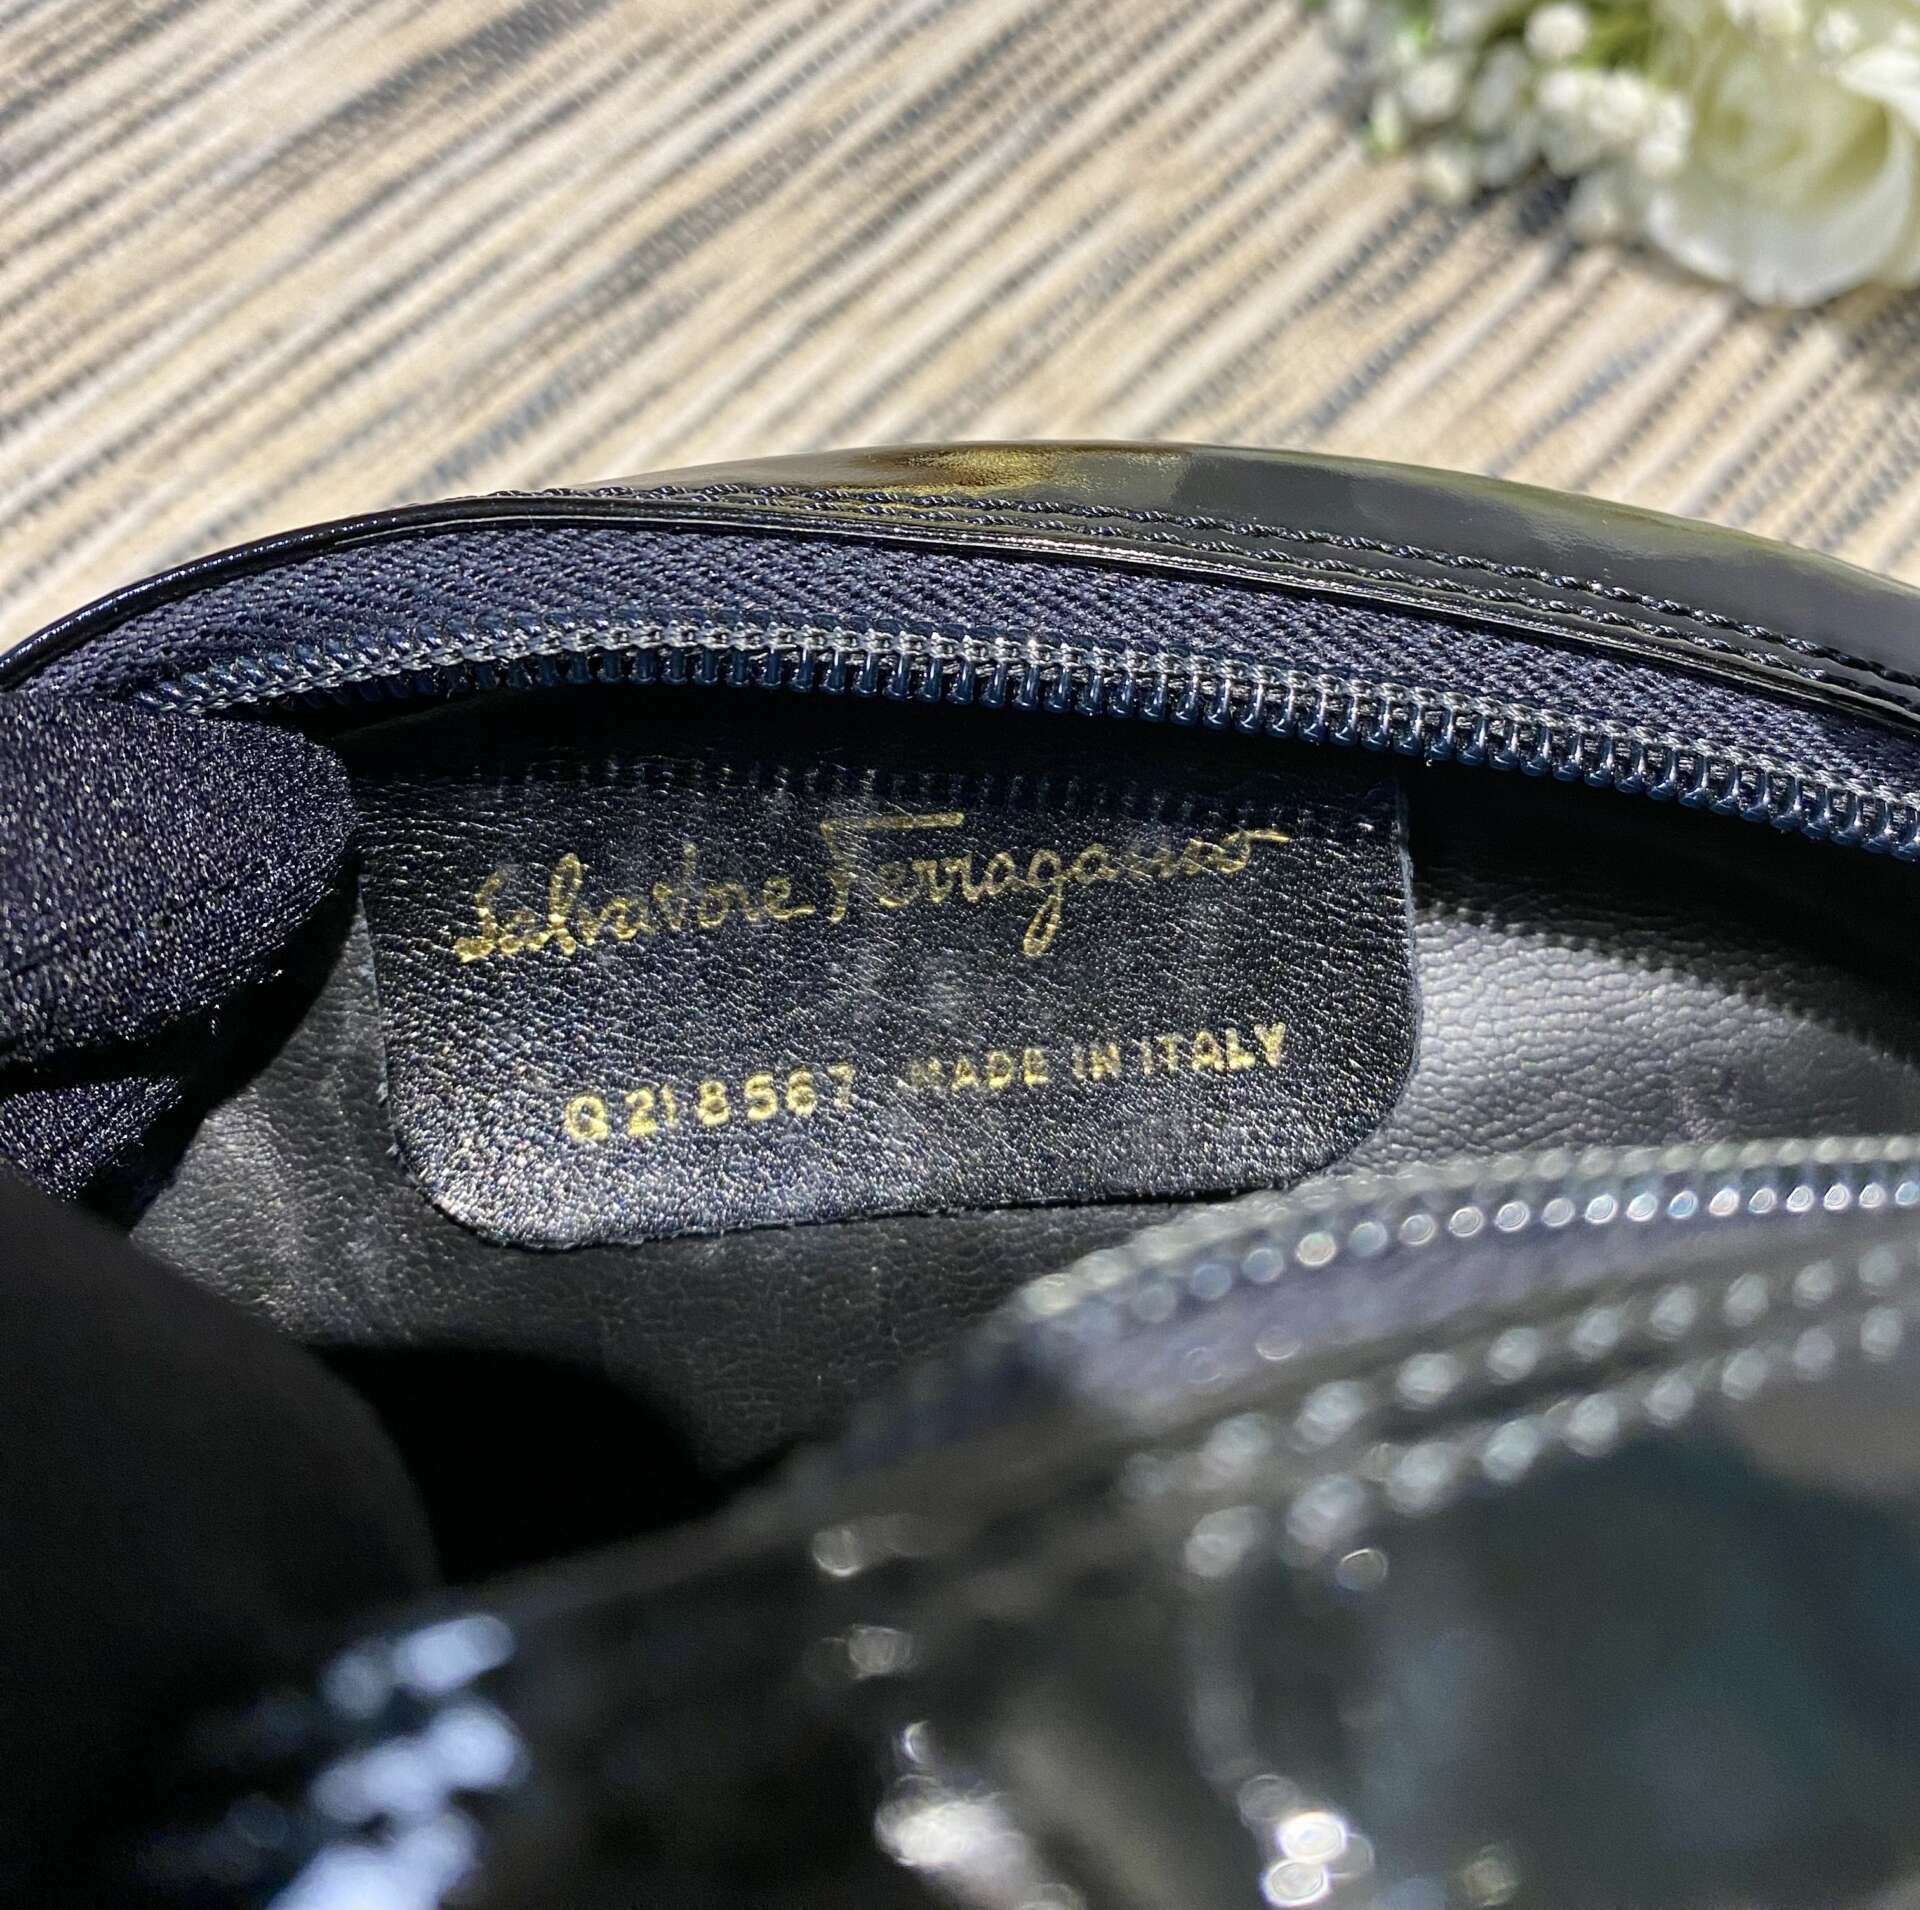 Salvatore Ferragamo
Q218567 MADE IN ITALY